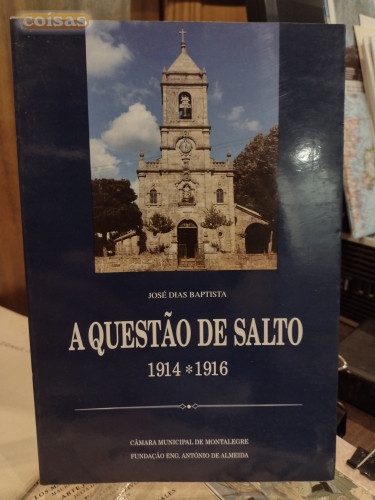 coisas
JOSÉ DIAS BAPTISTA
A QUESTÃO DE SALTO
1914 * 1916
CÂMARA MUNICIPAL DE MONTALEGRE
FUNDAÇÃO ENG. ANTÓNIO DE ALMEIDA